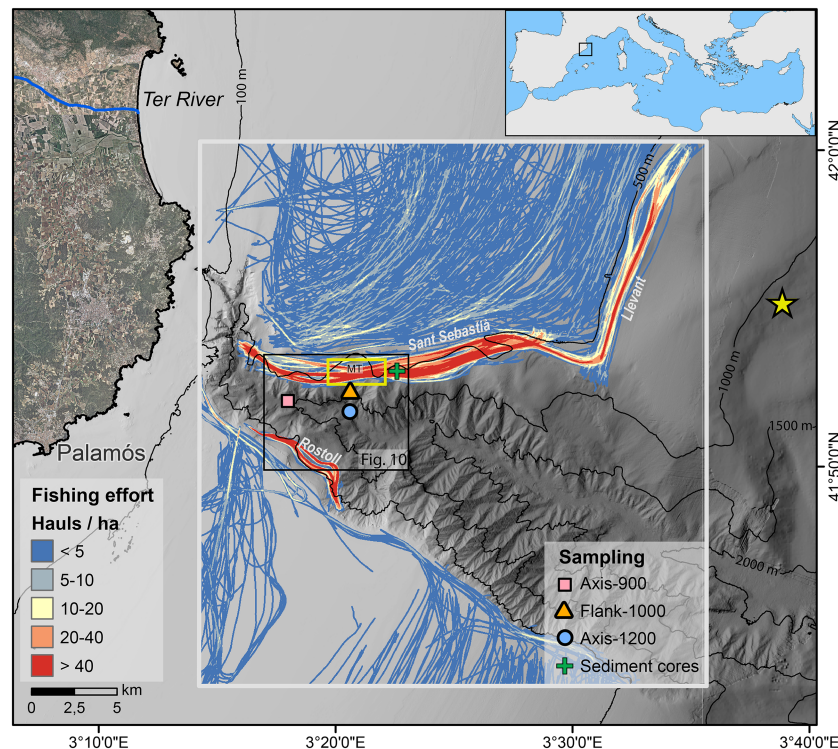 Ter River
100 m
500 m
42°0'0"N
Llevant
Sant Sebastià
MT
1000 m
1500 m
Palamós
Rostoll
Fig. 10
41°50'0"N
2000 m
Fishing effort
Hauls / ha
< 5
5-10
10-20
20-40
> 40
km
0 2,5 5
Sampling
Axis-900
Flank-1000
Axis-1200
Sediment cores
3°10'0"E 3°20'0"E 3°30'0"E 3°40'0"E